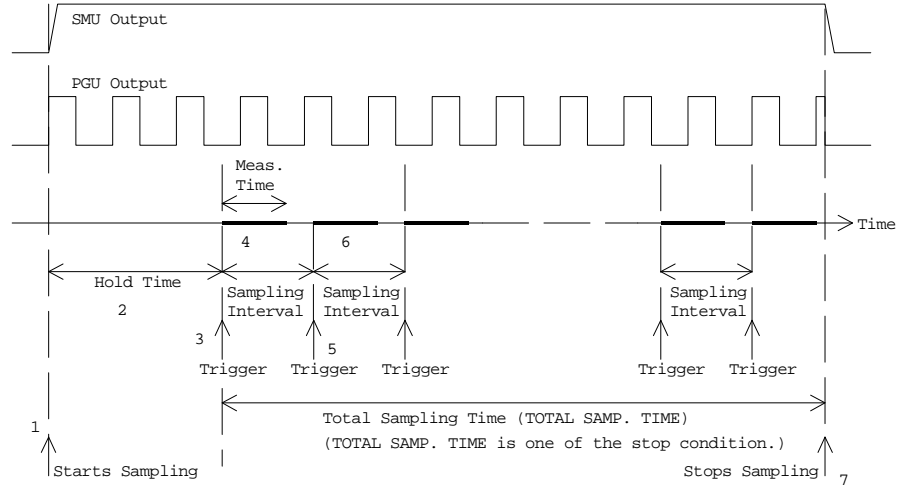 SMU Output
PGU Output
Meas.
Time
Time
4
6
Hold Time
Sampling
Interval
Sampling
Interval
Sampling
Interval
2
3
5
Trigger
Trigger
Trigger
Trigger
Trigger
Total Sampling Time (TOTAL SAMP. TIME)
(TOTAL SAMP. TIME is one of the stop condition.)
1
Starts Sampling
Stops Sampling
7